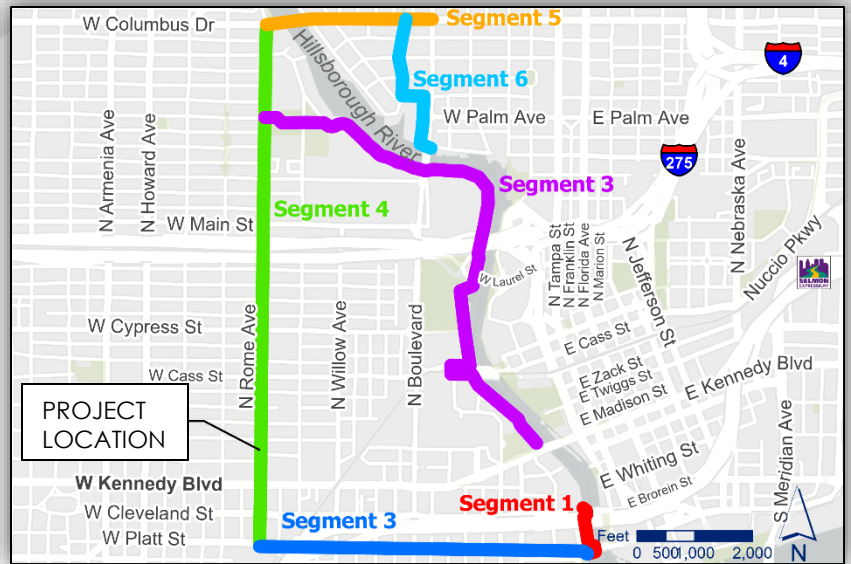 W Columbus Dr
Segment 5
Hillsborough River
4
Segment 6
W Palm Ave
E Palm Ave
N Armenia Ave
N Howard Ave
275
N Nebraska Ave
Segment 3
Segment 4
W Main St
N Tampa St
N Franklin St
N Florida Ave
N Marion St
N Jefferson St
Nuccio Pkwy
W Laurel St
SELMON
EXPRESSWAY
W Cypress St
N Rome Ave
N Willow Ave
N Boulevard
E Cass St
W Cass St
E Zack St
E Twiggs St
E Madison St
E Kennedy Blvd
PROJECT
LOCATION
E Whiting St
S Meridian Ave
W Kennedy Blvd
E Brorein St
Segment 1
W Cleveland St
Segment 3
W Platt St
Feet
0 500 1,000 2,000
N